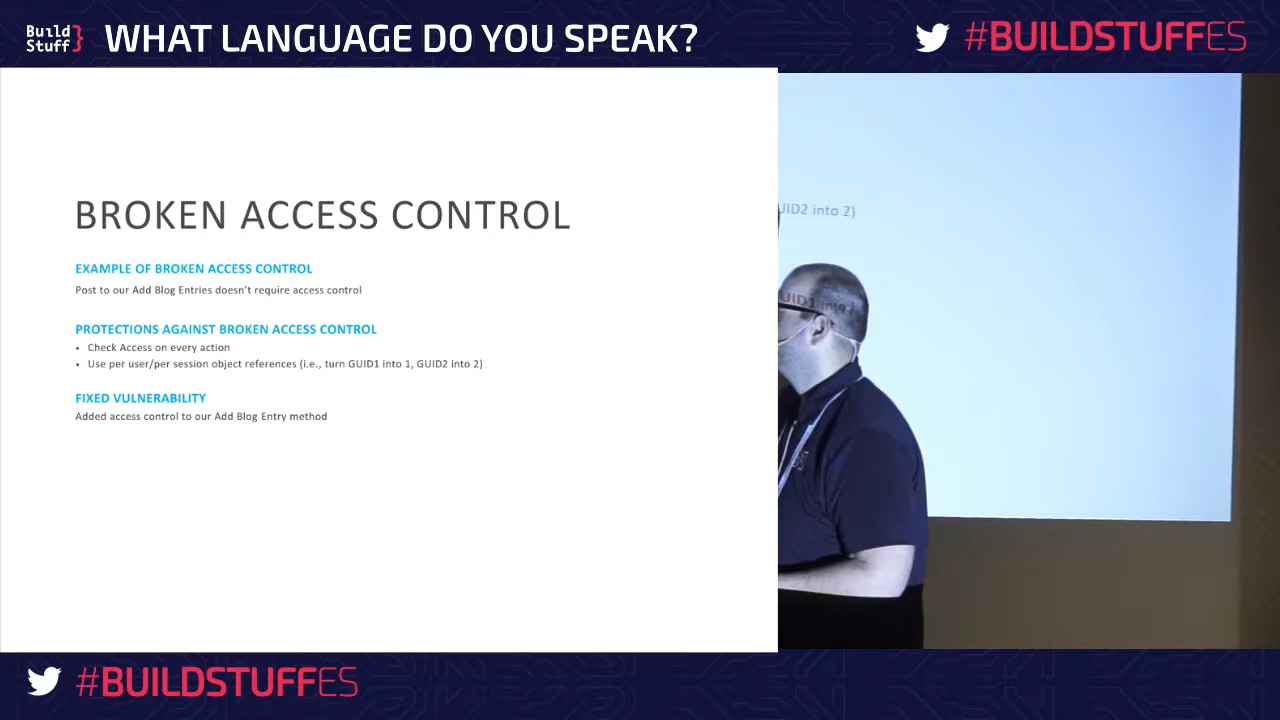 Build
Stuff}
WHAT LANGUAGE DO YOU SPEAK?
#BUILDSTUFFES
BROKEN ACCESS CONTROL
EXAMPLE OF BROKEN ACCESS CONTROL
Post to our Add Blog Entries doesn't require access control
PROTECTIONS AGAINST BROKEN ACCESS CONTROL
• Check Access on every action
• Use per user/per session object references (i.e., turn GUID1 into 1, GUID2 into 2)
FIXED VULNERABILITY
Added access control to our Add Blog Entry method
UID2 into 2)
UID1 into
#BUILDSTUFFES